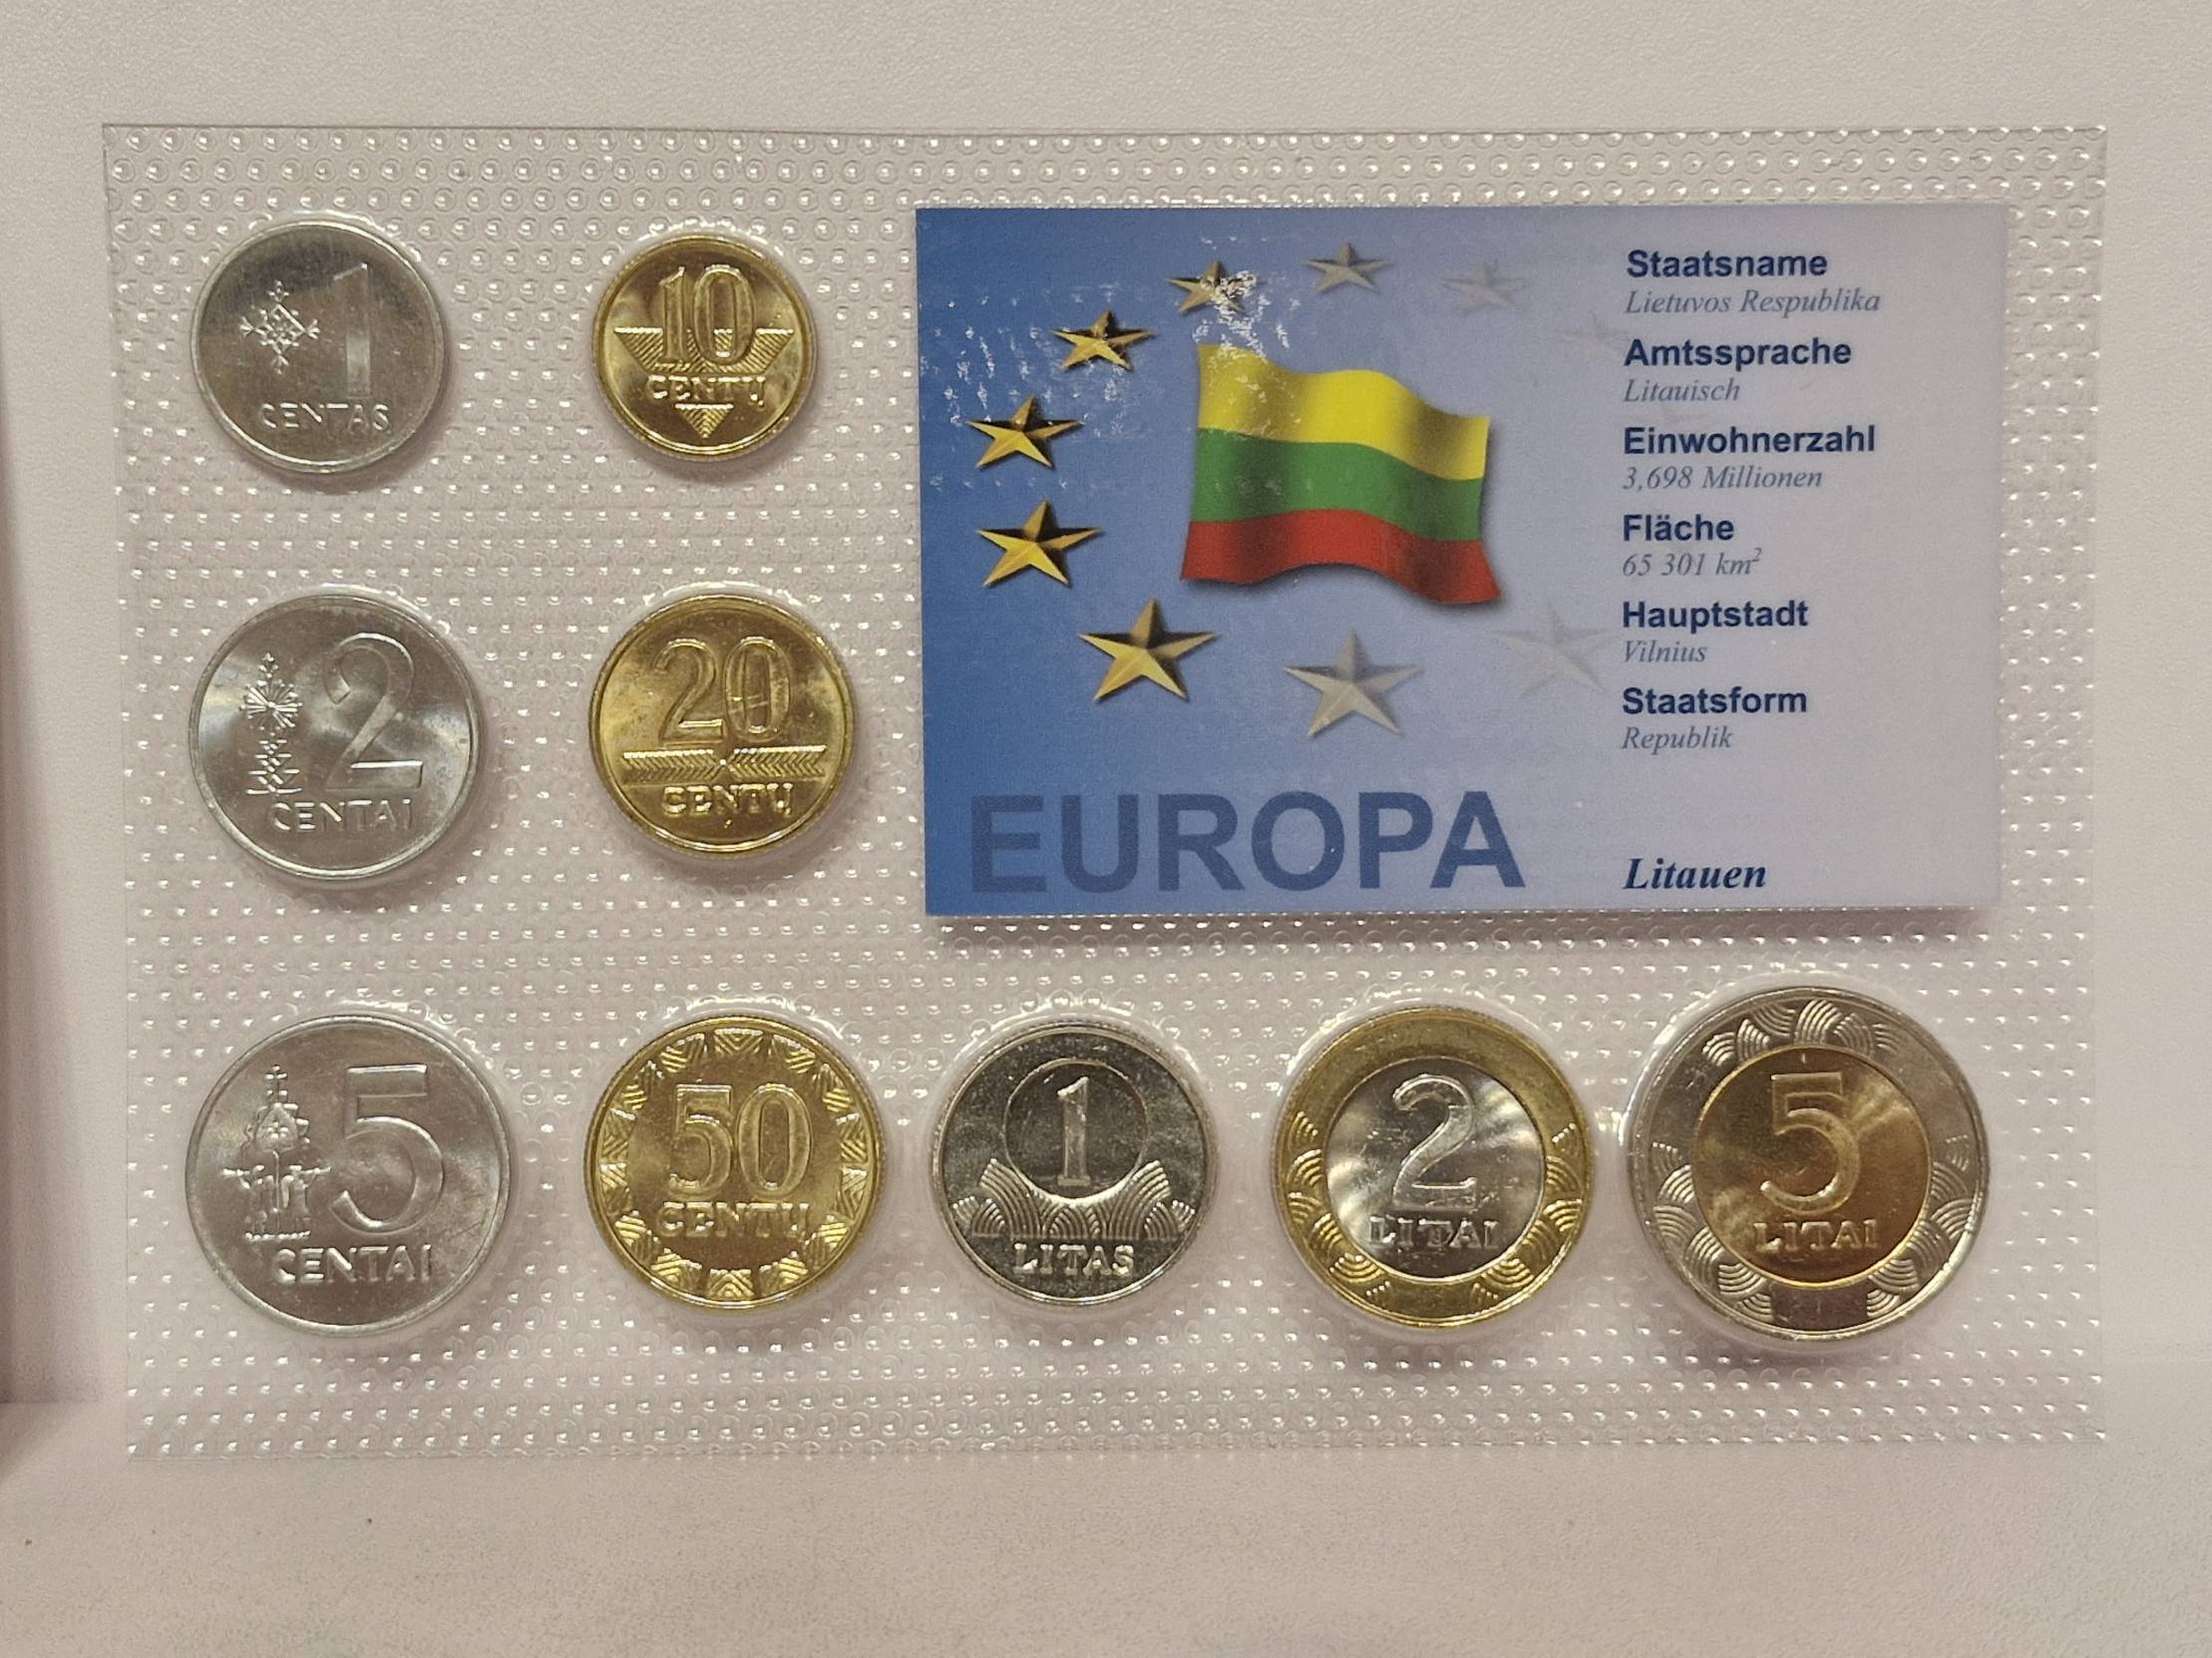 1
CENTAS
10
CENTŲ
Staatsname
Lietuvos Respublika
Amtssprache
Litauisch
Einwohnerzahl
3,698 Millionen
Fläche
65 301 km²
Hauptstadt
Vilnius
Staatsform
Republik
EUROPA
Litauen
2
CENTAI
20
CENTŲ
5
CENTAI
50
CENTŲ
1
LITAS
2
LITAI
5
LITAI